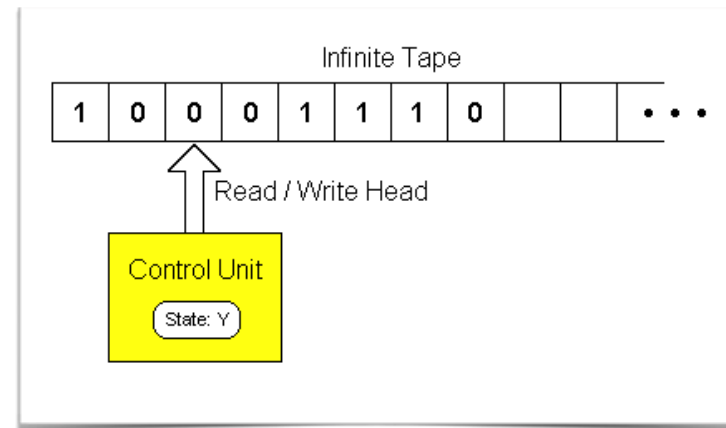 Infinite Tape
1 0 0 0 1 1 1 0 • • •
Read / Write Head
Control Unit
State: Y